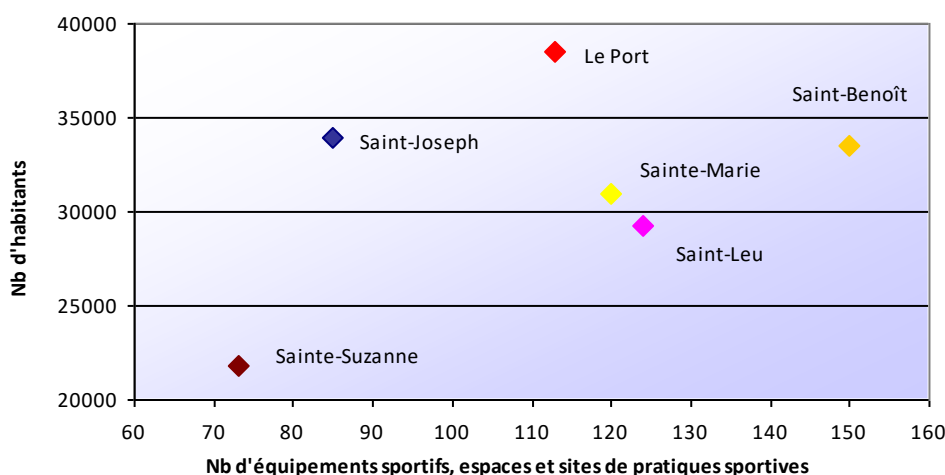 40000
Le Port
Saint-Benoît
35000
Saint-Joseph
Sainte-Marie
30000
Saint-Leu
25000
Sainte-Suzanne
20000
Nb d'habitants
60 70 80 90 100 110 120 130 140 150 160
Nb d'équipements sportifs, espaces et sites de pratiques sportives